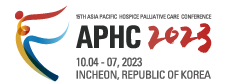 15TH ASIA PACIFIC HOSPICE PALLIATIVE CARE CONFERENCE
APHC 2023
10.04 - 07, 2023
INCHEON, REPUBLIC OF KOREA